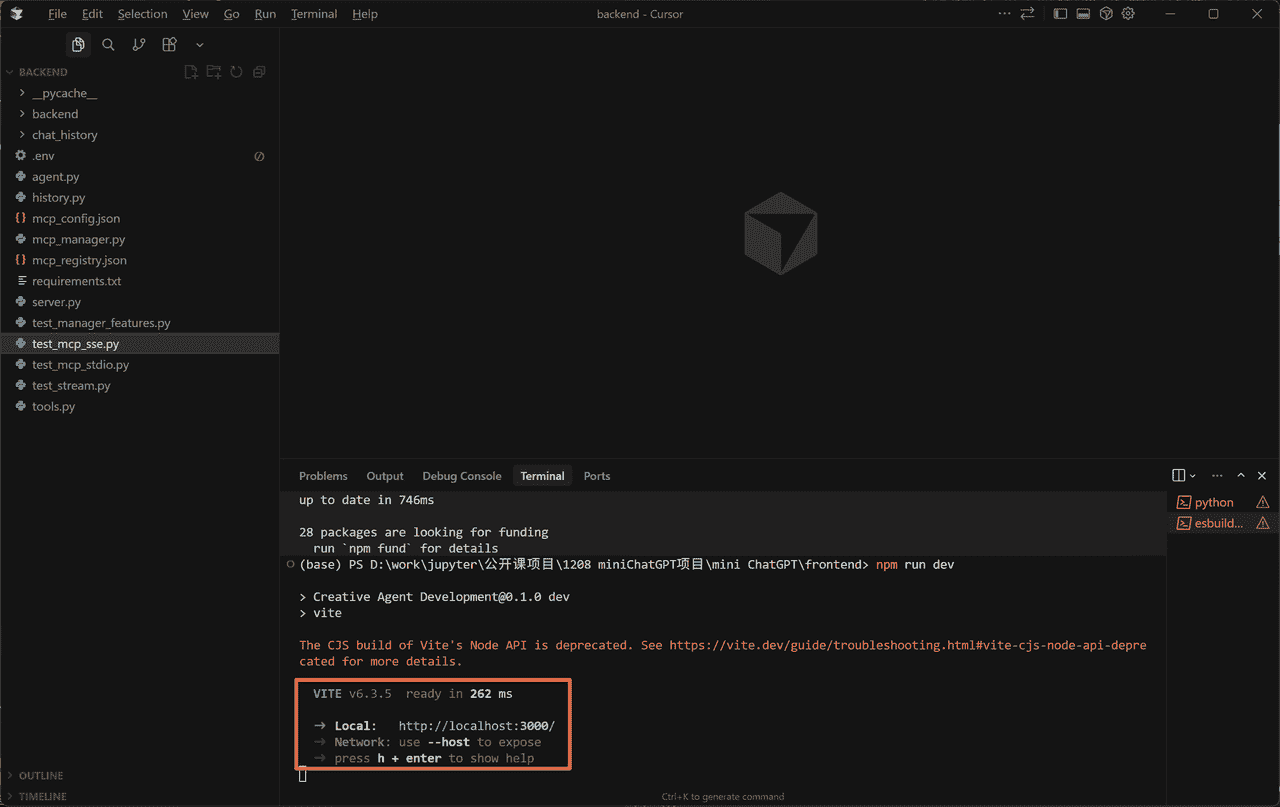 File Edit Selection View Go Run Terminal Help
backend - Cursor
BACKEND
__pycache__
backend
chat_history
.env
agent.py
history.py
mcp_config.json
mcp_manager.py
mcp_registry.json
requirements.txt
server.py
test_manager_features.py
test_mcp_sse.py
test_mcp_stdio.py
test_stream.py
tools.py
OUTLINE
TIMELINE
Problems Output Debug Console Terminal Ports
up to date in 746ms
28 packages are looking for funding
run `npm fund` for details
(base) PS D:\work\jupyter\公开课项目\1208 miniChatGPT项目\mini ChatGPT\frontend> npm run dev
> Creative Agent Development@0.1.0 dev
> vite
The CJS build of Vite's Node API is deprecated. See https://vite.dev/guide/troubleshooting.html#vite-cjs-node-api-depre
cated for more details.
VITE v6.3.5 ready in 262 ms
→ Local: http://localhost:3000/
→ Network: use --host to expose
→ press h + enter to show help
python
esbuild...
Ctrl+K to generate command